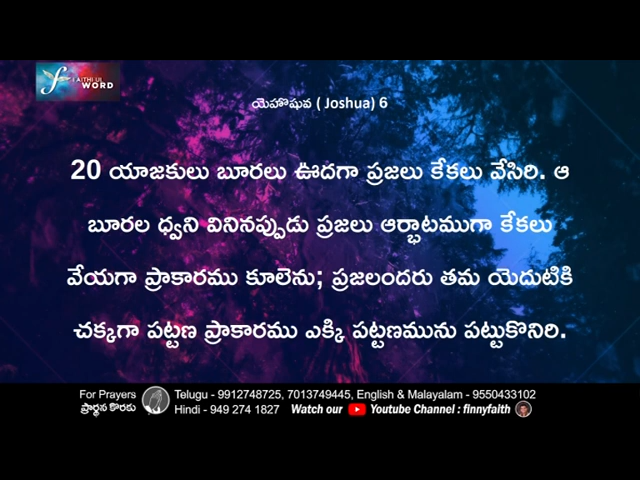 FAITHFUL
WORD
యెహొషువ ( Joshua) 6
20 యాజకులు బూరలు ఊదగా ప్రజలు కేకలు వేసిరి. ఆ
బూరల ధ్వని వినినప్పుడు ప్రజలు ఆర్భాటముగా కేకలు
వేయగా ప్రాకారము కూలెను; ప్రజలందరు తమ యెదుటికి
చక్కగా పట్టణ ప్రాకారము ఎక్కి పట్టణమును పట్టుకొనిరి.
For Prayers Telugu - 9912748725, 7013749445, English & Malayalam - 9550433102
ప్రార్థన కొరకు Hindi - 949 274 1827 Watch our Youtube Channel : finnyfaith